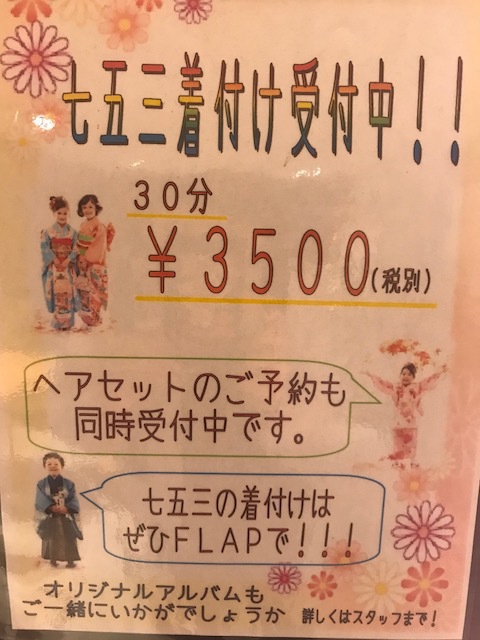 七五三着付け受付中!!
30分
¥3500(税別)
ヘアセットのご予約も
同時受付中です。
七五三の着付けは
ぜひFLAPで!!!
オリジナルアルバムも
ご一緒にいかがでしょうか 詳しくはスタッフまで!